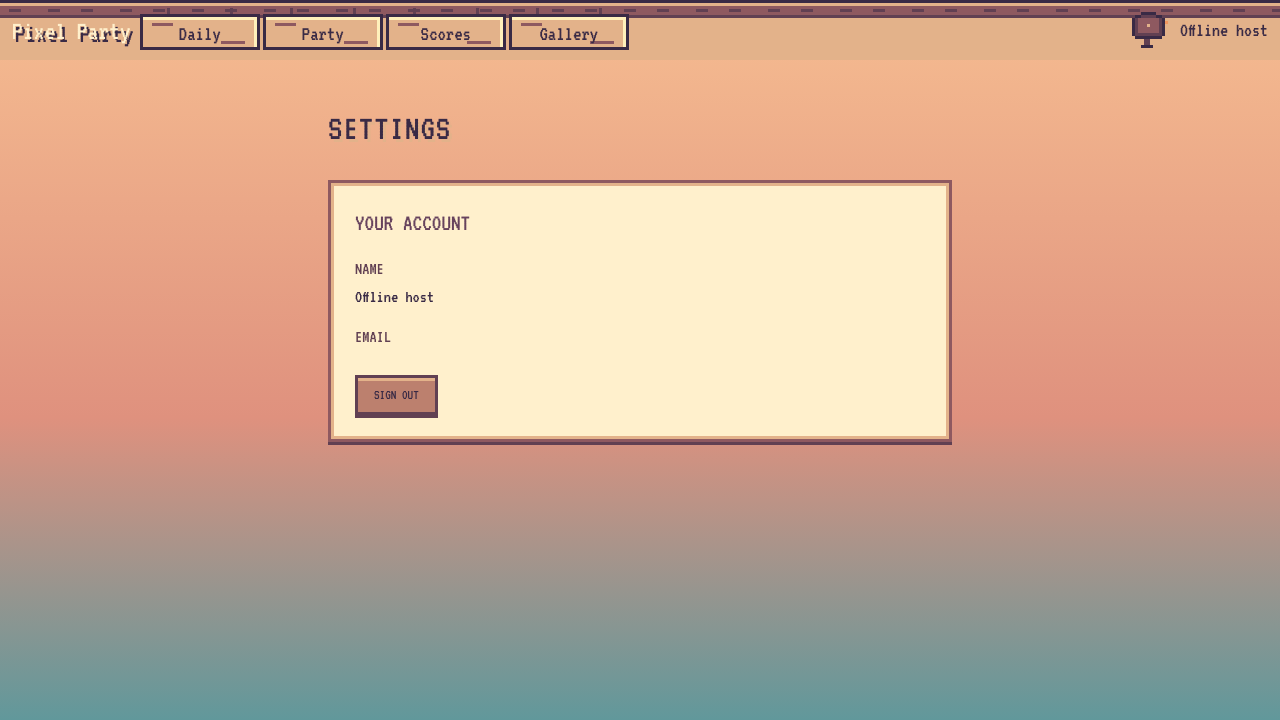 Pixel Party
Daily
Party
Scores
Gallery
Offline host
SETTINGS
YOUR ACCOUNT
NAME
Offline host
EMAIL
SIGN OUT